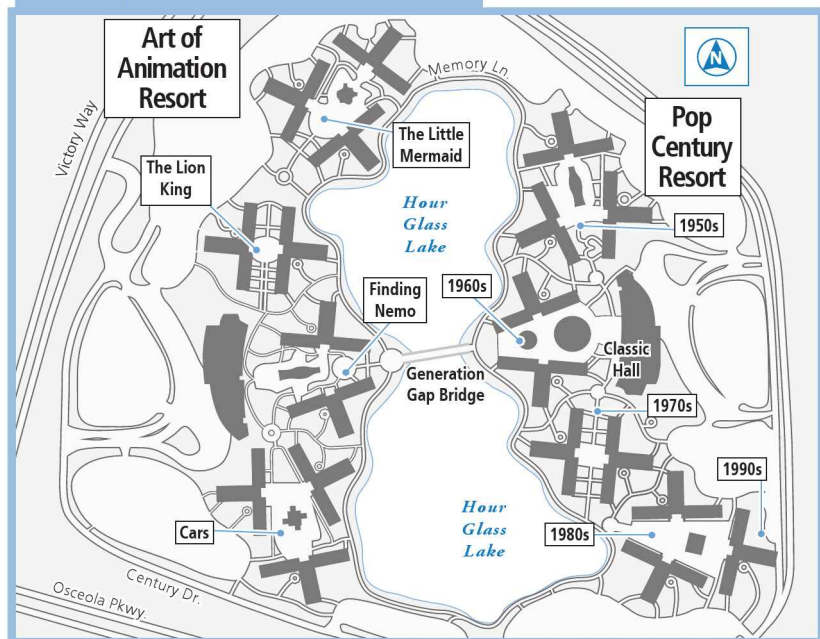 Art of
Animation
Resort
Memory Ln.
N
Victory Way
The Little
Mermaid
Pop
Century
Resort
The Lion
King
Hour
Glass
Lake
1950s
Finding
Nemo
1960s
Classic
Hall
Generation
Gap Bridge
1970s
1990s
Hour
Glass
Lake
Cars
1980s
Century Dr.
Osceola Pkwy.